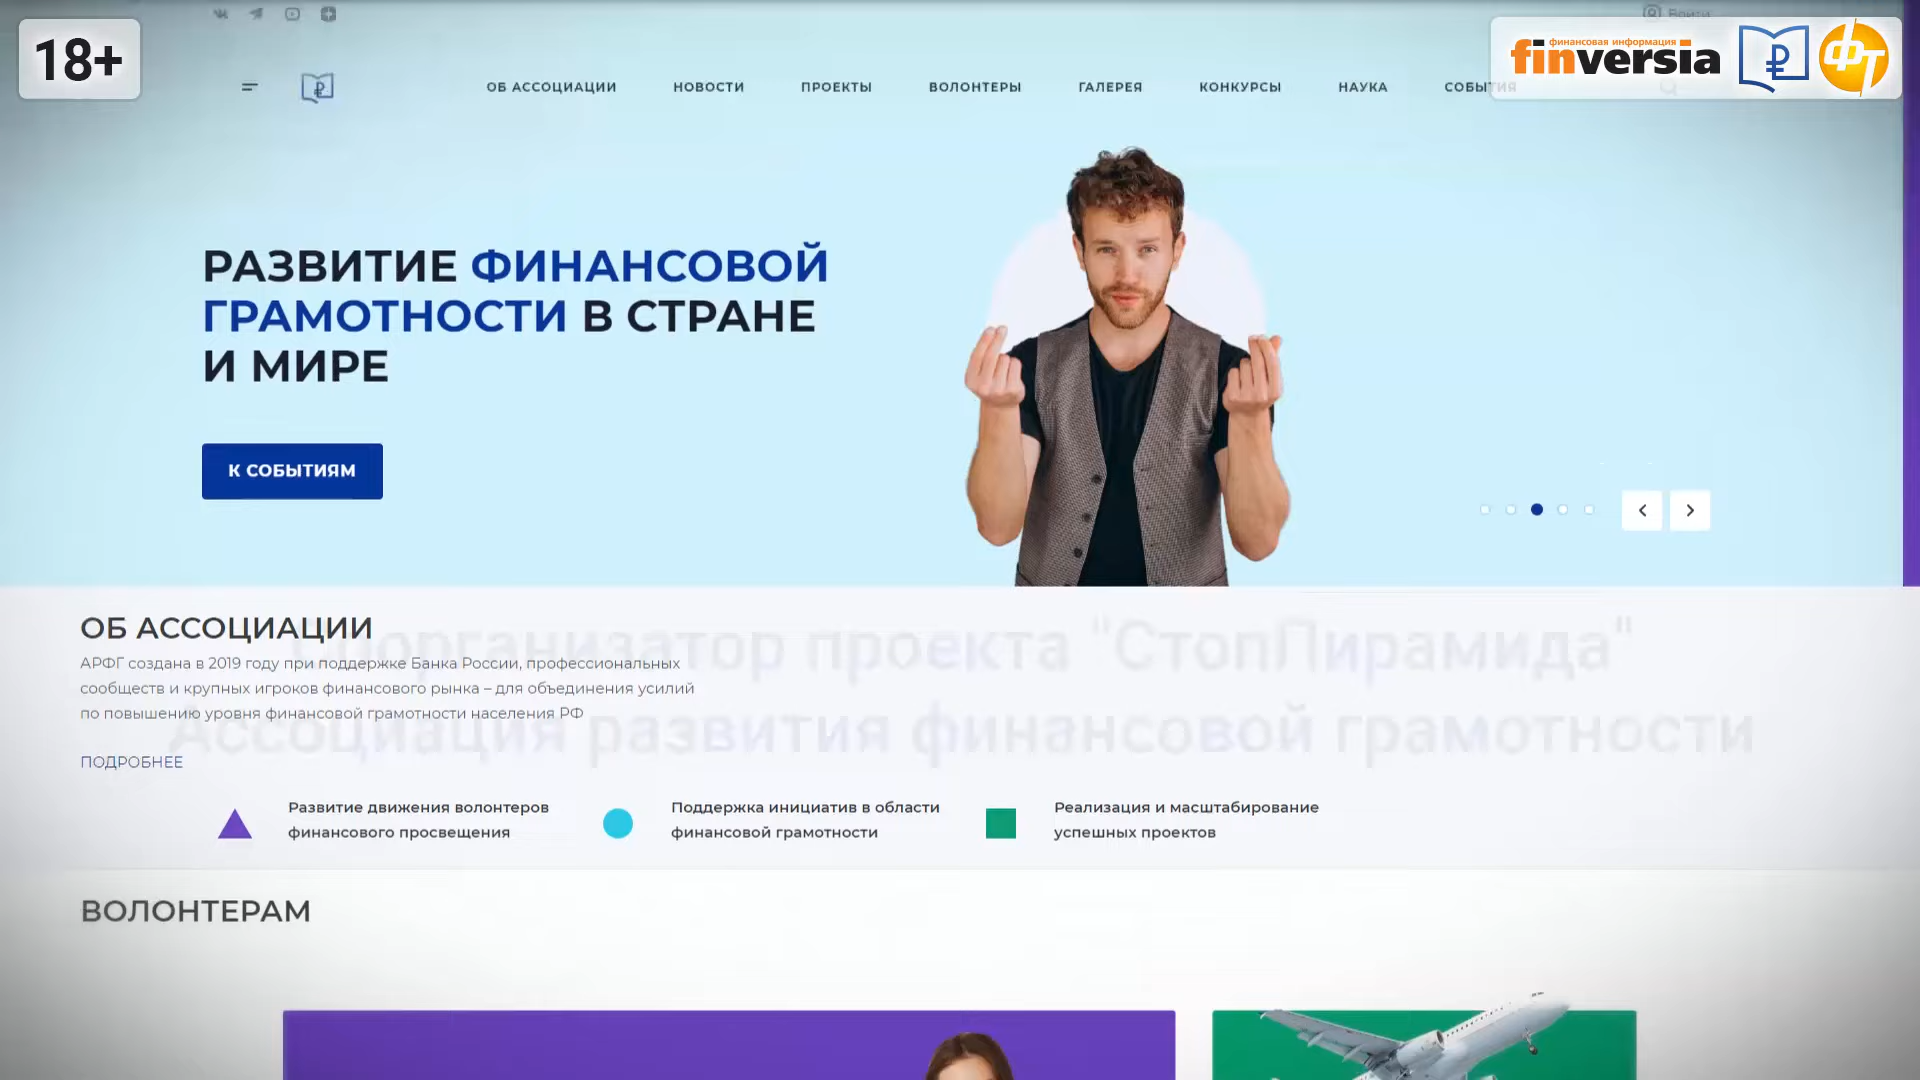 18+
Войти
финансовая информация
finversia
ФТ
ОБ АССОЦИАЦИИ
НОВОСТИ
ПРОЕКТЫ
ВОЛОНТЕРЫ
ГАЛЕРЕЯ
КОНКУРСЫ
НАУКА
СОБЫТИЯ
РАЗВИТИЕ ФИНАНСОВОЙ
ГРАМОТНОСТИ В СТРАНЕ
И МИРЕ
К СОБЫТИЯМ
ОБ АССОЦИАЦИИ
Соорганизатор проекта "СтопПирамида"
АРФГ создана в 2019 году при поддержке Банка России, профессиональных
сообществ и крупных игроков финансового рынка – для объединения усилий
по повышению уровня финансовой грамотности населения РФ
Ассоциация развития финансовой грамотности
ПОДРОБНЕЕ
Развитие движения волонтеров
финансового просвещения
Поддержка инициатив в области
финансовой грамотности
Реализация и масштабирование
успешных проектов
ВОЛОНТЕРАМ